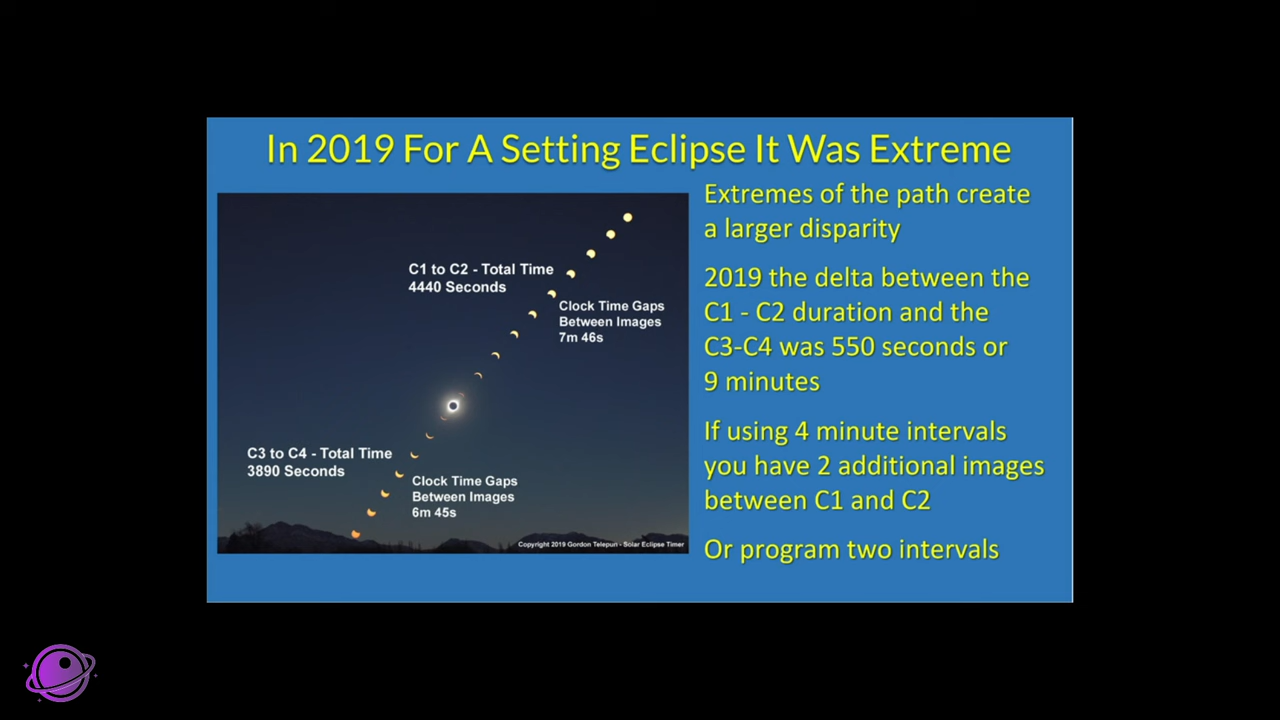 In 2019 For A Setting Eclipse It Was Extreme
C1 to C2 - Total Time
4440 Seconds
Clock Time Gaps
Between Images
7m 46s
C3 to C4 - Total Time
3890 Seconds
Clock Time Gaps
Between Images
6m 45s
Copyright 2019 Gordon Telepun - Solar Eclipse Timer
Extremes of the path create
a larger disparity
2019 the delta between the
C1 - C2 duration and the
C3-C4 was 550 seconds or
9 minutes
If using 4 minute intervals
you have 2 additional images
between C1 and C2
Or program two intervals